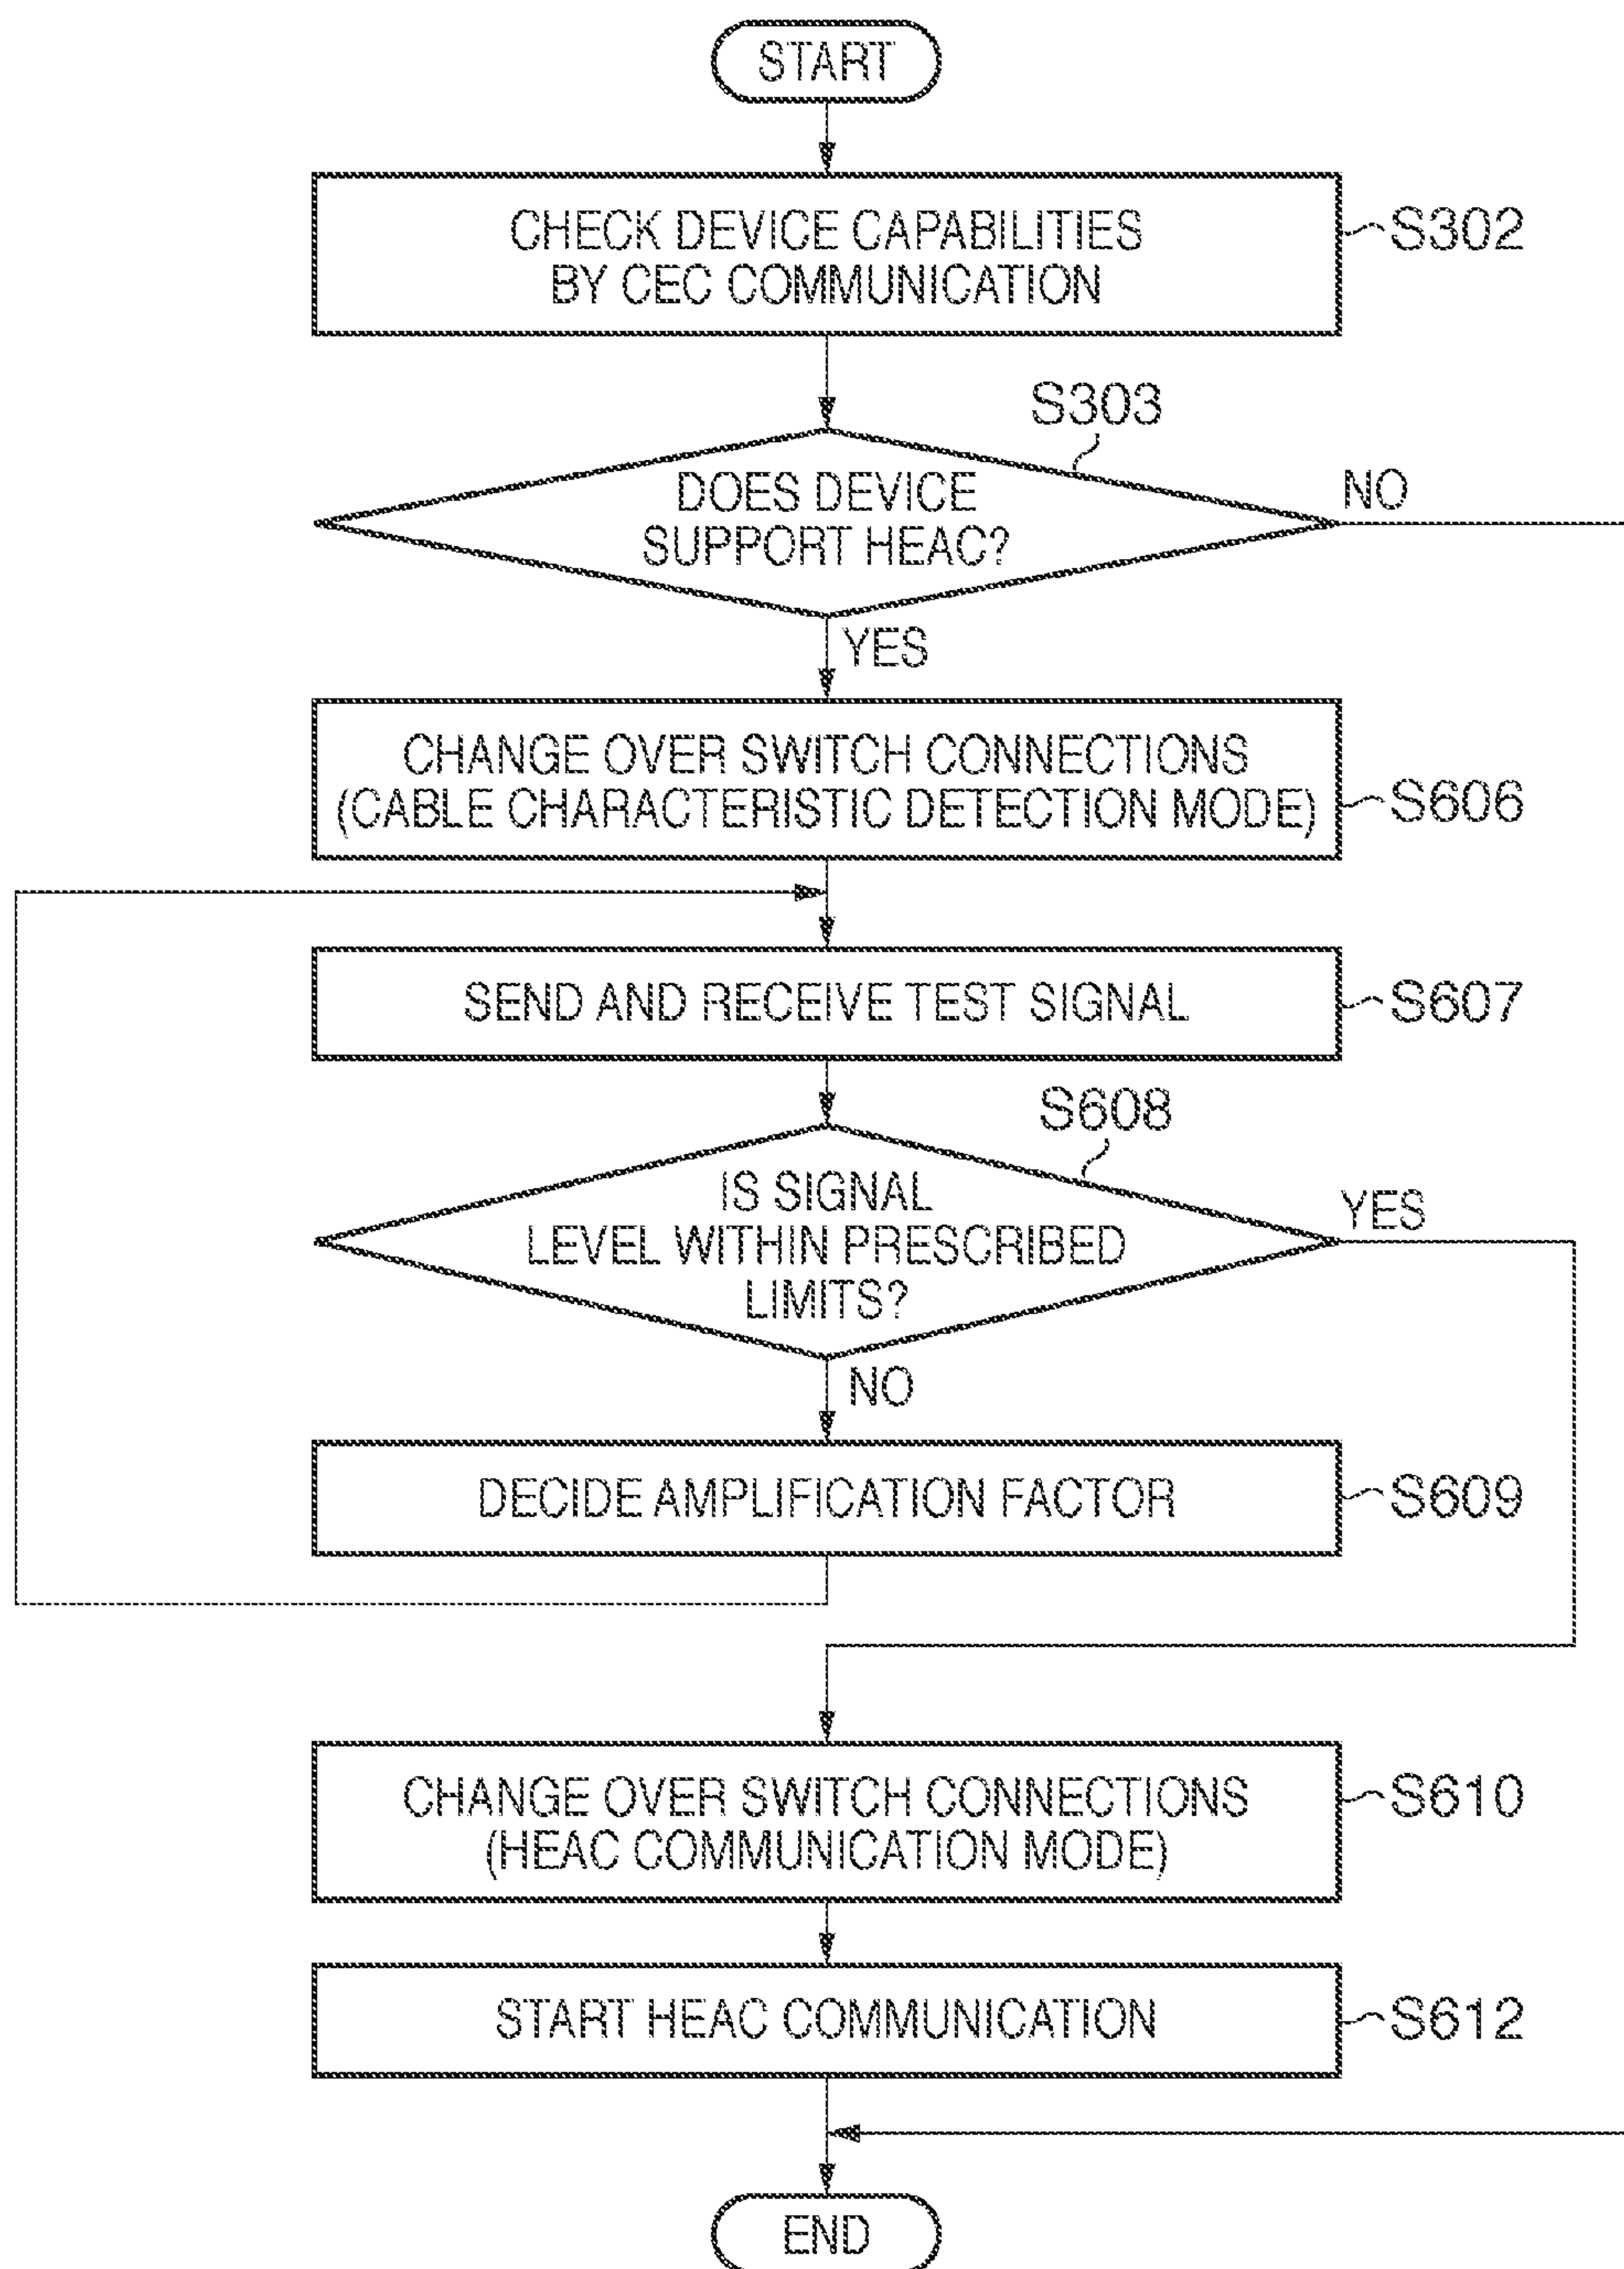 START
CHECK DEVICE CAPABILITIES
BY CEC COMMUNICATION
S302
S303
DOES DEVICE
SUPPORT HEAC?
NO
YES
CHANGE OVER SWITCH CONNECTIONS
(CABLE CHARACTERISTIC DETECTION MODE)
S606
SEND AND RECEIVE TEST SIGNAL
S607
S608
IS SIGNAL
LEVEL WITHIN PRESCRIBED
LIMITS?
YES
NO
DECIDE AMPLIFICATION FACTOR
S609
CHANGE OVER SWITCH CONNECTIONS
(HEAC COMMUNICATION MODE)
S610
START HEAC COMMUNICATION
S612
END